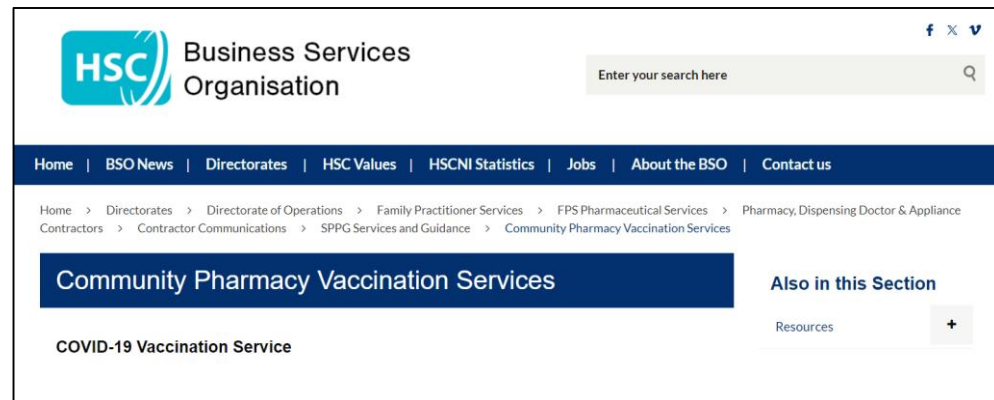 HSC
Business Services
Organisation
Enter your search here
Home | BSO News | Directorates | HSC Values | HSCNI Statistics | Jobs | About the BSO | Contact us
Home > Directorates > Directorate of Operations > Family Practitioner Services > FPS Pharmaceutical Services > Pharmacy, Dispensing Doctor & Appliance
Contractors > Contractor Communications > SPPG Services and Guidance > Community Pharmacy Vaccination Services
Community Pharmacy Vaccination Services
COVID-19 Vaccination Service
Also in this Section
Resources +